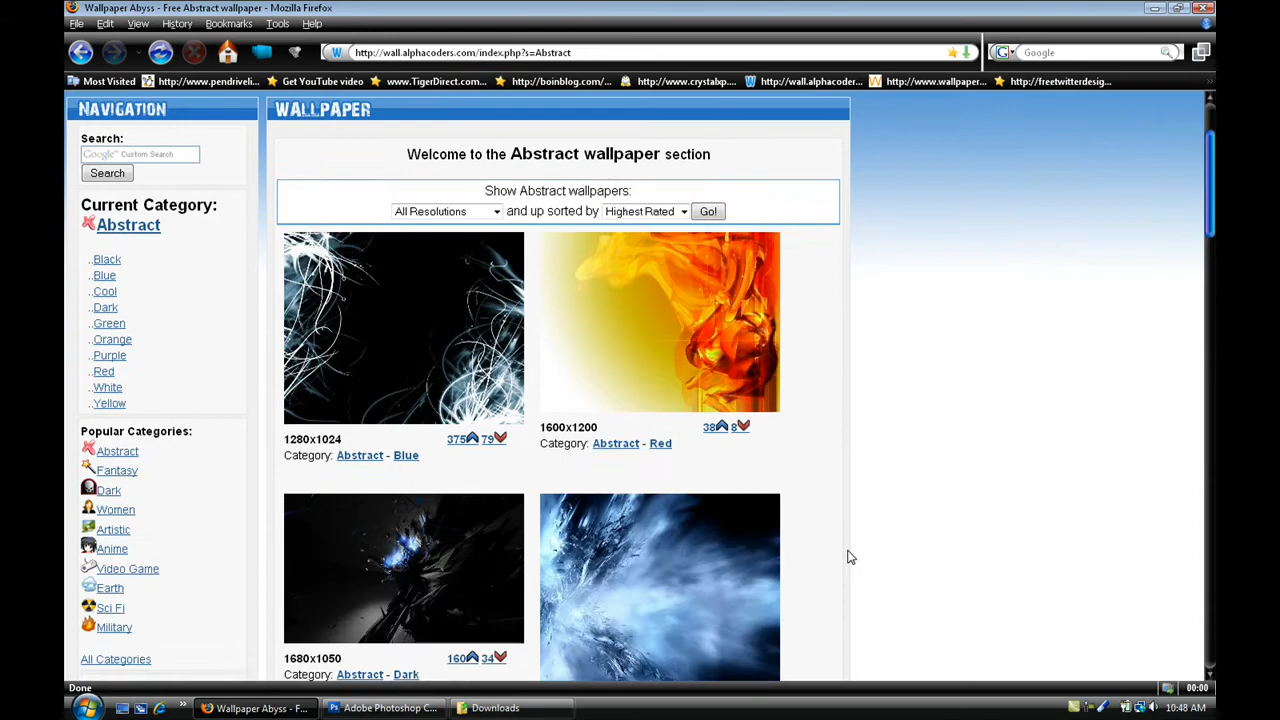 Wallpaper Abyss - Free Abstract wallpaper - Mozilla Firefox
File Edit View History Bookmarks Tools Help
http://wall.alphacoders.com/index.php?s=Abstract
Google
Most Visited http://www.pendriveli... Get YouTube video www.TigerDirect.com... http://boinblog.com/... http://www.crystalxp.... http://wall.alphacoder... http://www.wallpaper... http://freetwitterdesig...
NAVIGATION
Search:
Google™ Custom Search
Search
Current Category:
Abstract
..Black
..Blue
..Cool
..Dark
..Green
..Orange
..Purple
..Red
..White
..Yellow
Popular Categories:
Abstract
Fantasy
Dark
Women
Artistic
Anime
Video Game
Earth
Sci Fi
Military
All Categories
WALLPAPER
Welcome to the Abstract wallpaper section
Show Abstract wallpapers:
All Resolutions and up sorted by Highest Rated Go!
1280x1024 375 79
Category: Abstract - Blue
1600x1200 38 8
Category: Abstract - Red
1680x1050 160 34
Category: Abstract - Dark
Done 00:00
Wallpaper Abyss - F... Adobe Photoshop C... Downloads 10:48 AM